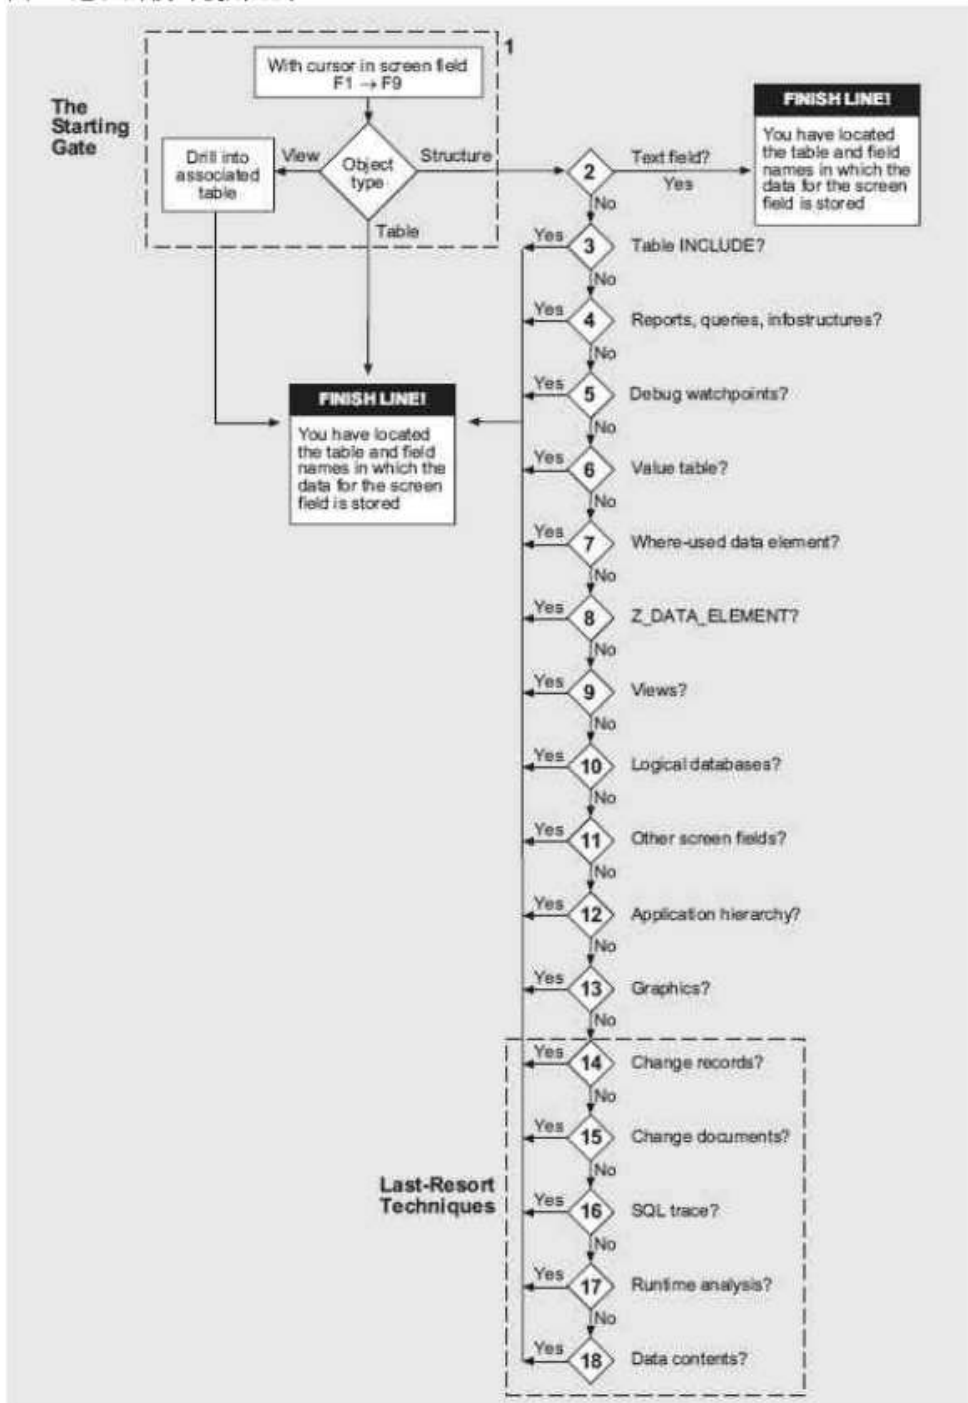 1
With cursor in screen field
F1 → F9
The
Starting
Gate
Drill into
associated
table
View
Object
type
Structure
Table
2
Text field?
Yes
No
FINISH LINE!
You have located
the table and field
names in which the
data for the screen
field is stored
Yes
3
Table INCLUDE?
No
Yes
4
Reports, queries, infostructures?
No
Yes
5
Debug watchpoints?
No
FINISH LINE!
You have located
the table and field
names in which the
data for the screen
field is stored
Yes
6
Value table?
No
Yes
7
Where-used data element?
No
Yes
8
Z_DATA_ELEMENT?
No
Yes
9
Views?
No
Yes
10
Logical databases?
No
Yes
11
Other screen fields?
No
Yes
12
Application hierarchy?
No
Yes
13
Graphics?
No
Last-Resort
Techniques
Yes
14
Change records?
No
Yes
15
Change documents?
No
Yes
16
SQL trace?
No
Yes
17
Runtime analysis?
No
Yes
18
Data contents?